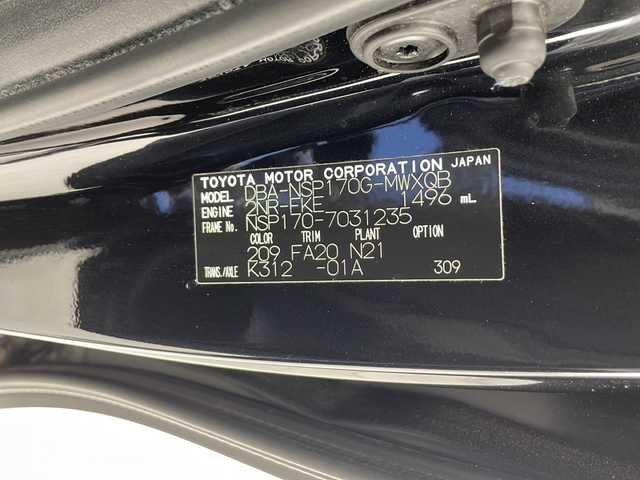 TOYOTA MOTOR CORPORATION JAPAN
MODEL DBA-NSP170G-MWXQB
ENGINE 2NR-FKE 1496 mL
FRAME No. NSP170-7031235
COLOR TRIM PLANT OPTION
209 FA20 N21
TRANS./AXLE K312 -01A 309